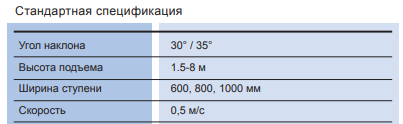 Стандартная спецификация
Угол наклона 30° / 35°
Высота подъема 1.5-8 м
Ширина ступени 600, 800, 1000 мм
Скорость 0,5 м/с